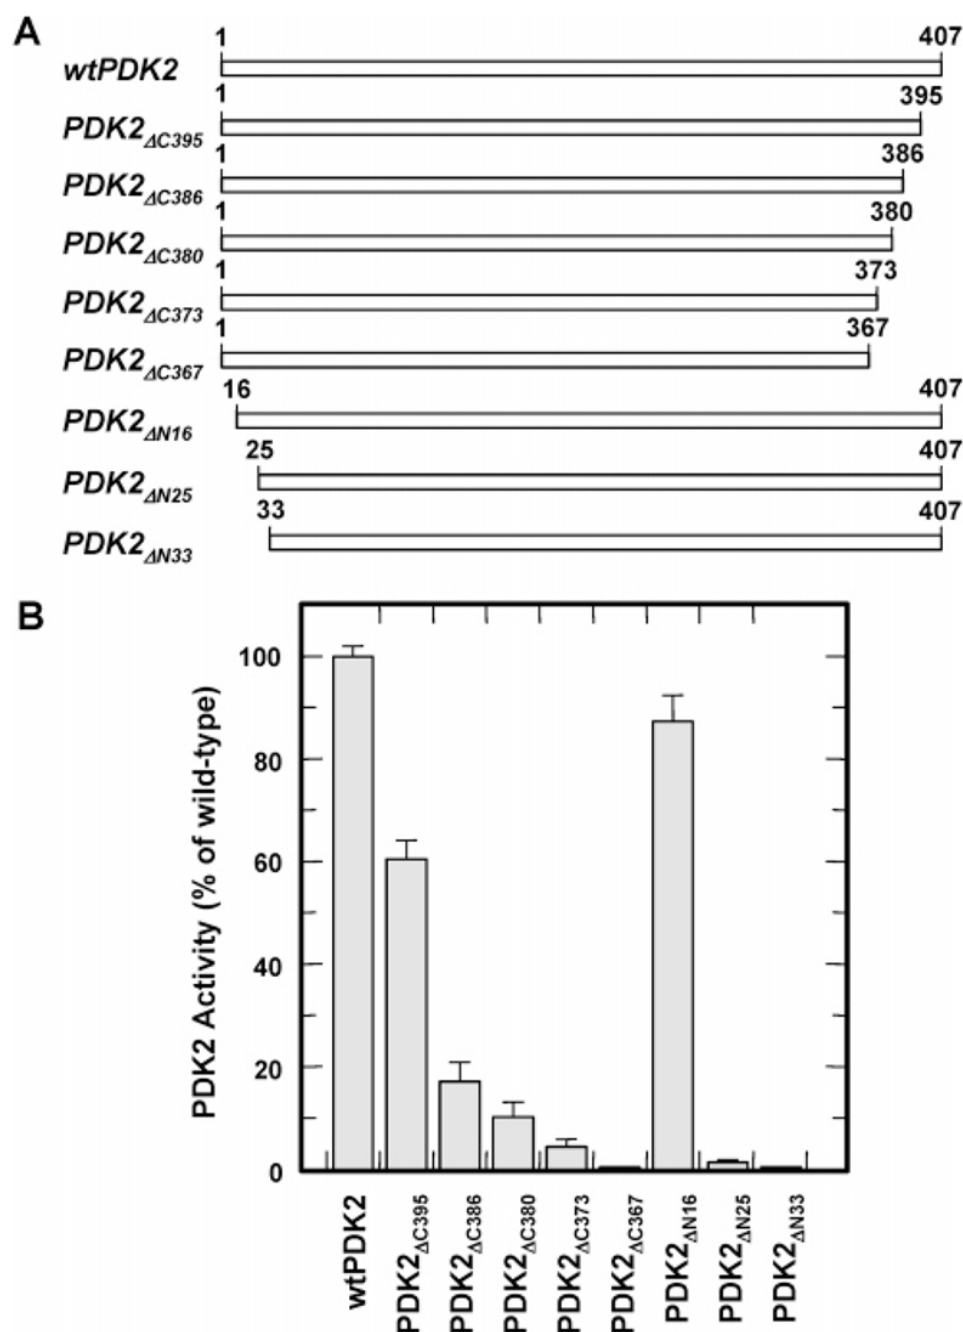 A
1 407
wtPDK2
1 395
PDK2ΔC395
1 386
PDK2ΔC386
1 380
PDK2ΔC380
1 373
PDK2ΔC373
1 367
PDK2ΔC367
16 407
PDK2ΔN16
25 407
PDK2ΔN25
33 407
PDK2ΔN33
B
PDK2 Activity (% of wild-type)
100
80
60
40
20
0
wtPDK2
PDK2ΔC395
PDK2ΔC386
PDK2ΔC380
PDK2ΔC373
PDK2ΔC367
PDK2ΔN16
PDK2ΔN25
PDK2ΔN33